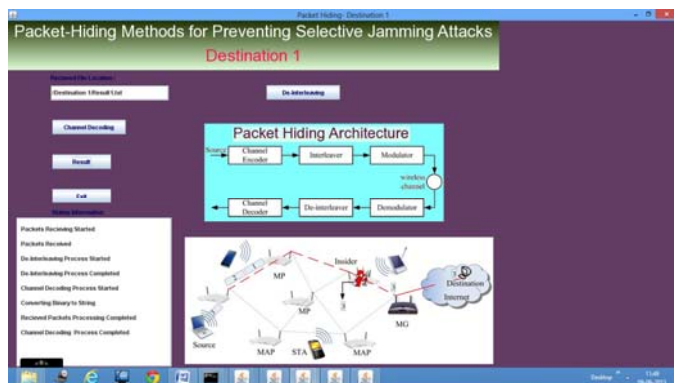 Packet Hiding- Destination 1
Packet-Hiding Methods for Preventing Selective Jamming Attacks
Destination 1
Recieved File Location :
De-Interleaving
Channel Decoding
Result
Exit
Status Information
Packets Recieving Started
Packets Received
De-Interleaving Process Started
De-Interleaving Process Completed
Channel Decoding Process Started
Converting Binary to String
Recieved Packets Processing Completed
Channel Decoding Process Completed
Packet Hiding Architecture
Source
Channel Encoder
Interleaver
Modulator
wireless channel
Channel Decoder
De-interleaver
Demodulator
MP
Insider
MP
Destination
Internet
MG
Source
MAP
STA
MAP
Desktop